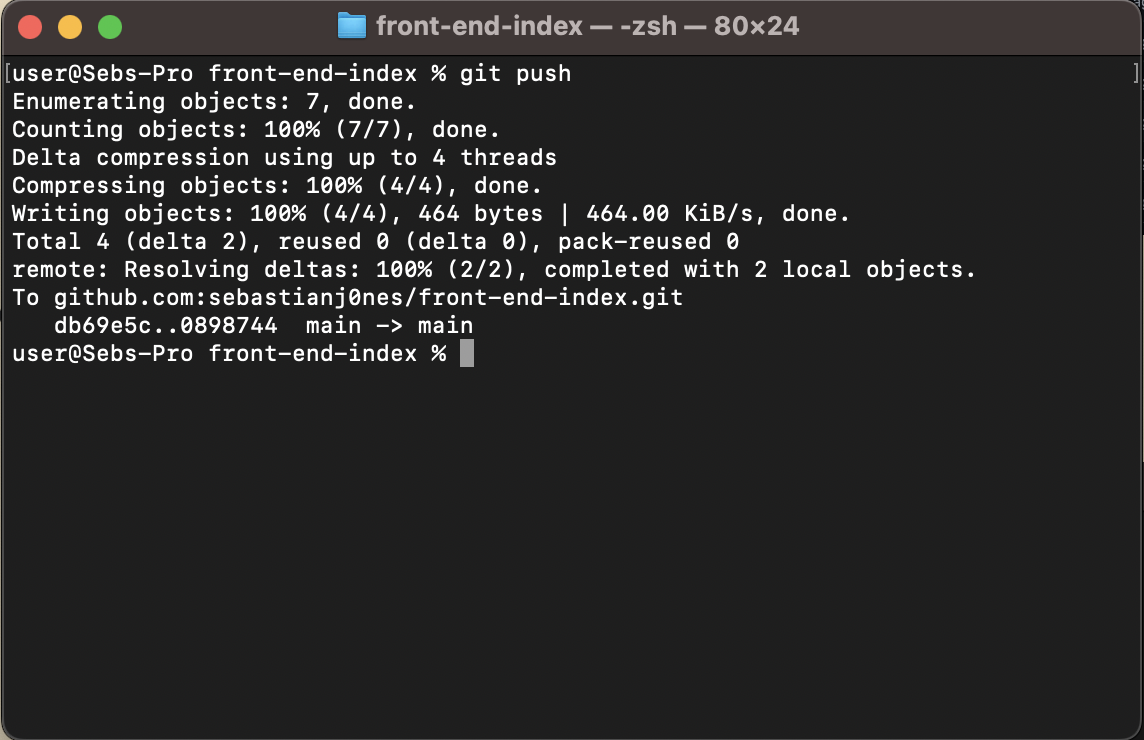 front-end-index — -zsh — 80×24
[user@Sebs-Pro front-end-index % git push ]
Enumerating objects: 7, done.
Counting objects: 100% (7/7), done.
Delta compression using up to 4 threads
Compressing objects: 100% (4/4), done.
Writing objects: 100% (4/4), 464 bytes | 464.00 KiB/s, done.
Total 4 (delta 2), reused 0 (delta 0), pack-reused 0
remote: Resolving deltas: 100% (2/2), completed with 2 local objects.
To github.com:sebastianj0nes/front-end-index.git
   db69e5c..0898744  main -> main
user@Sebs-Pro front-end-index %